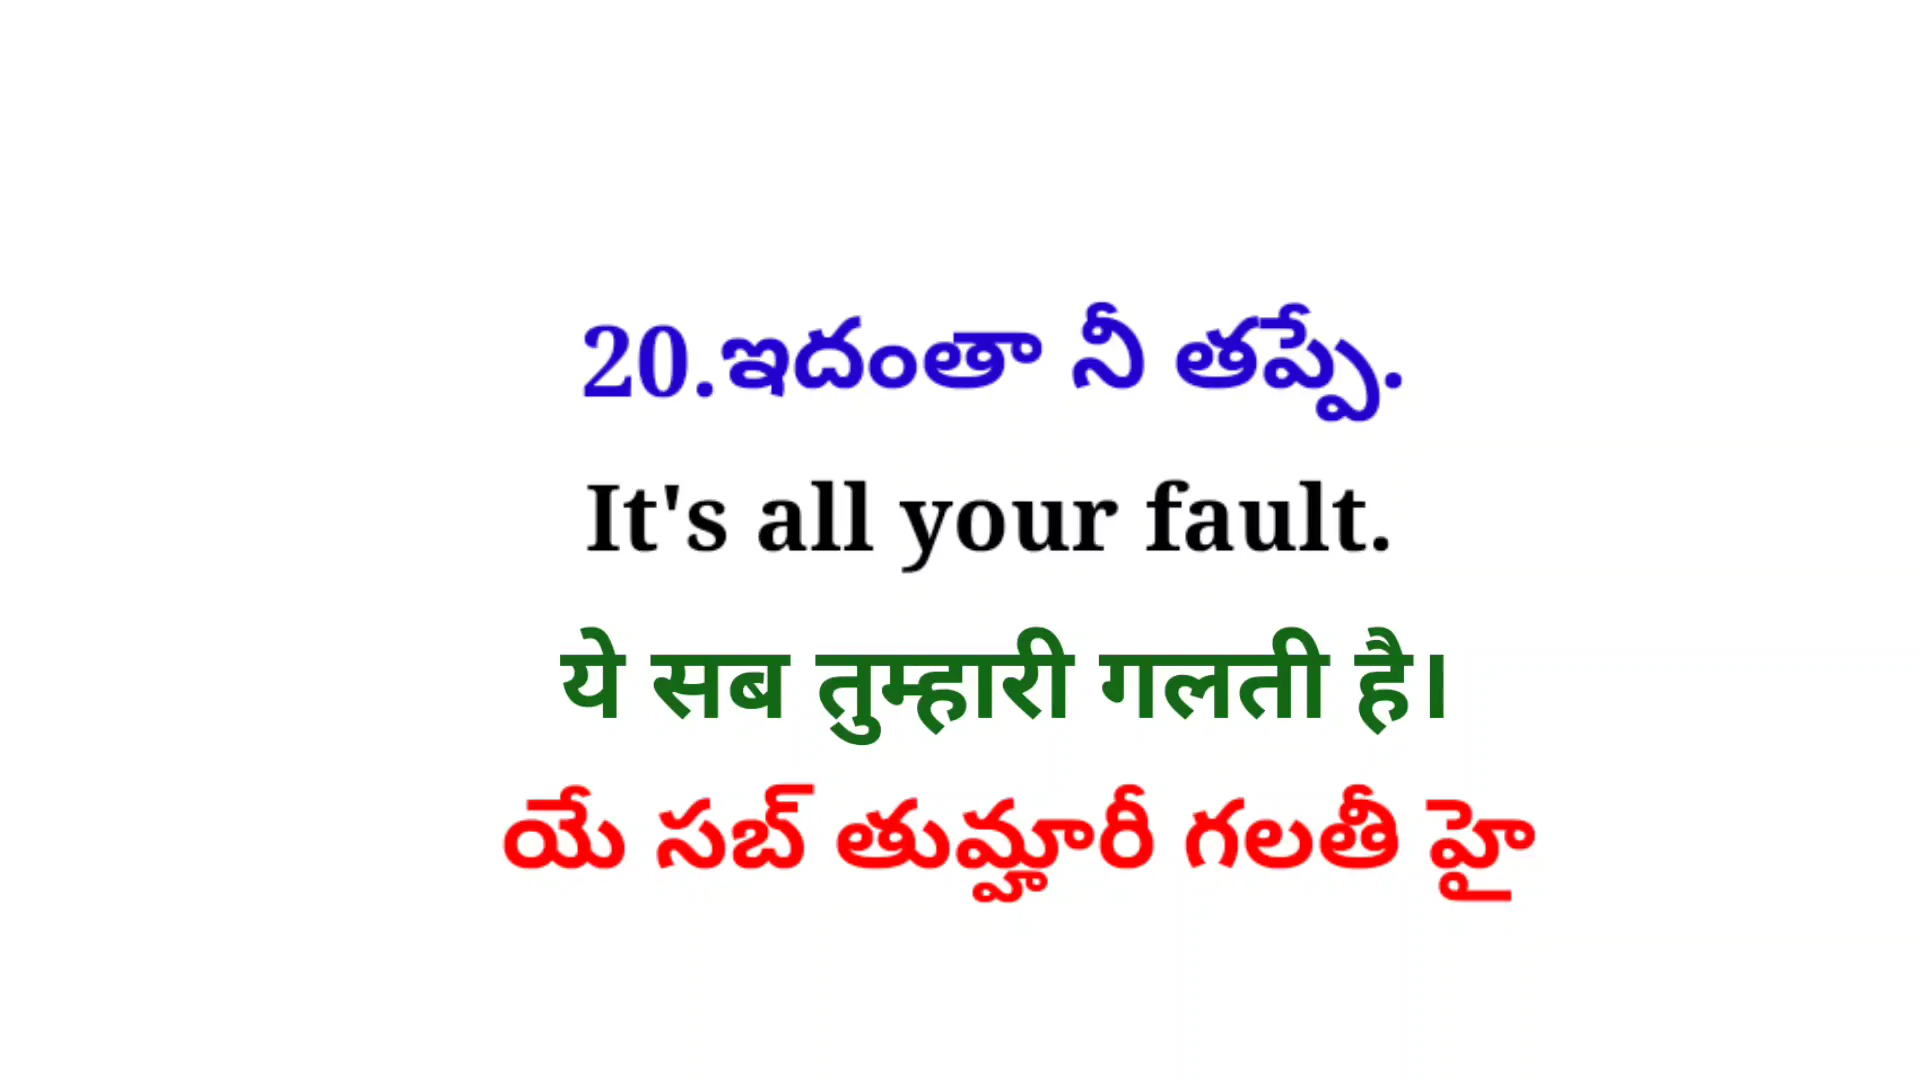 20.ఇదంతా నీ తప్పే.
It's all your fault.
ये सब तुम्हारी गलती है।
యే సబ్ తుమ్హారీ గలతీ హై